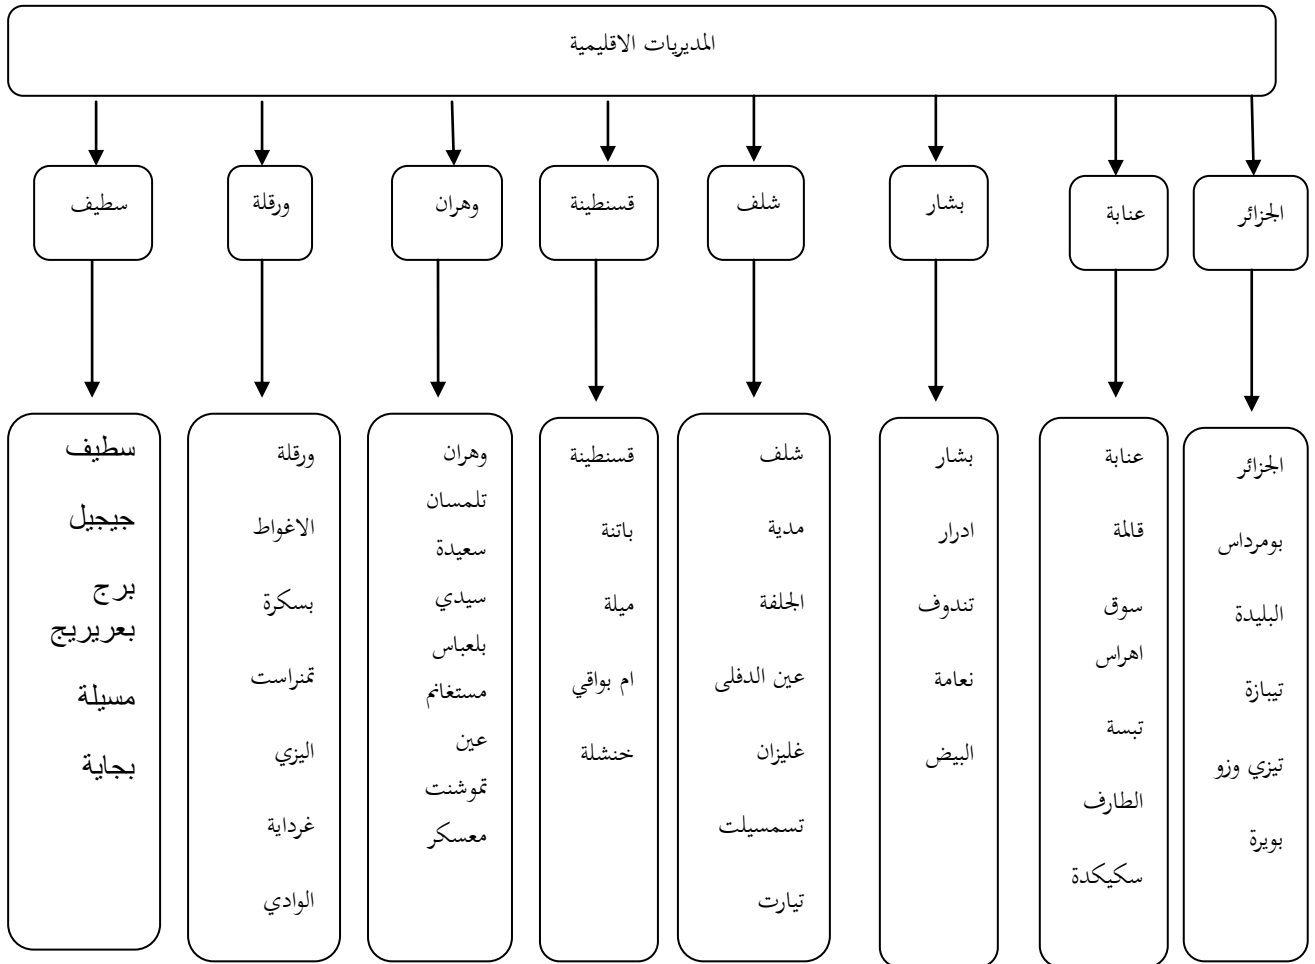 المديريات الاقليمية
الجزائر
عنابة
بشار
شلف
قسنطينة
وهران
ورقلة
سطيف
الجزائر
بومرداس
البليدة
تيبازة
تيزي وزو
بويرة
عنابة
قالمة
سوق
اهراس
تبسة
الطارف
سكيكدة
بشار
ادرار
تندوف
نعامة
البيض
شلف
مدية
الجلفة
عين الدفلى
غليزان
تسمسيلت
تيارت
قسنطينة
باتنة
ميلة
ام بواقي
خنشلة
وهران
تلمسان
سعيدة
سيدي
بلعباس
مستغانم
عين
تموشنت
معسكر
ورقلة
الاغواط
بسكرة
تمنراست
اليزي
غرداية
الوادي
سطيف
جيجيل
برج
بعريريج
مسيلة
بجاية